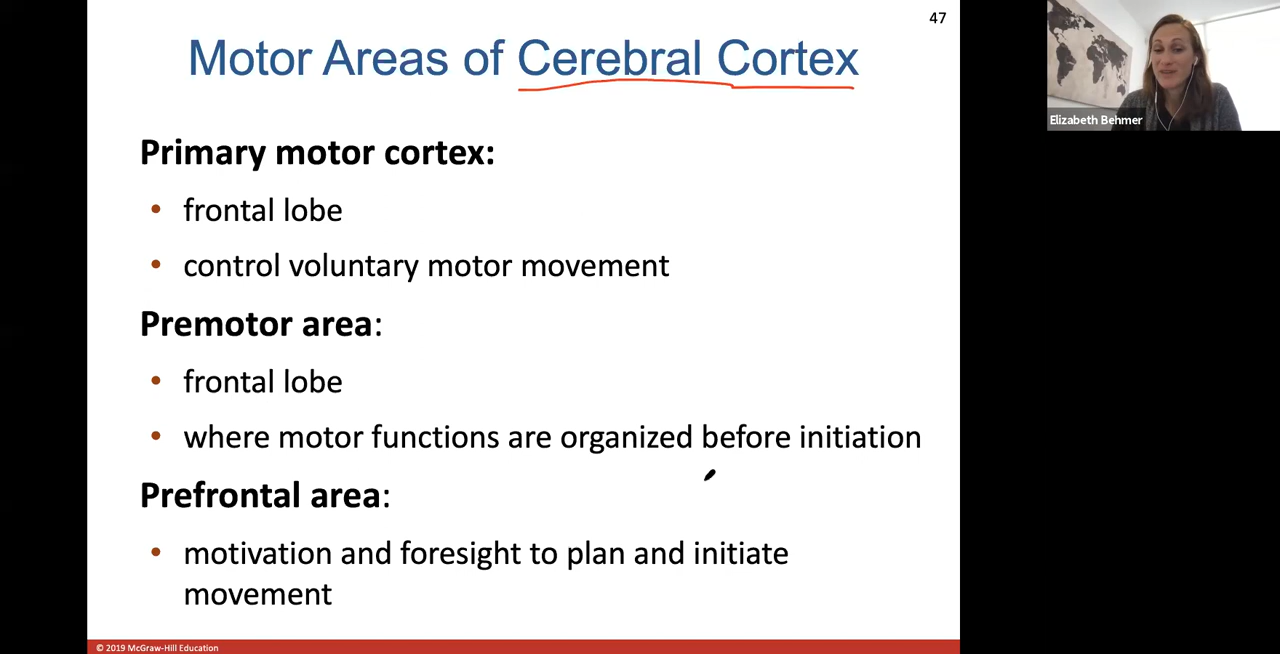 47
Motor Areas of Cerebral Cortex
Elizabeth Behmer
Primary motor cortex:
• frontal lobe
• control voluntary motor movement
Premotor area:
• frontal lobe
• where motor functions are organized before initiation
Prefrontal area:
• motivation and foresight to plan and initiate
movement
© 2019 McGraw-Hill Education